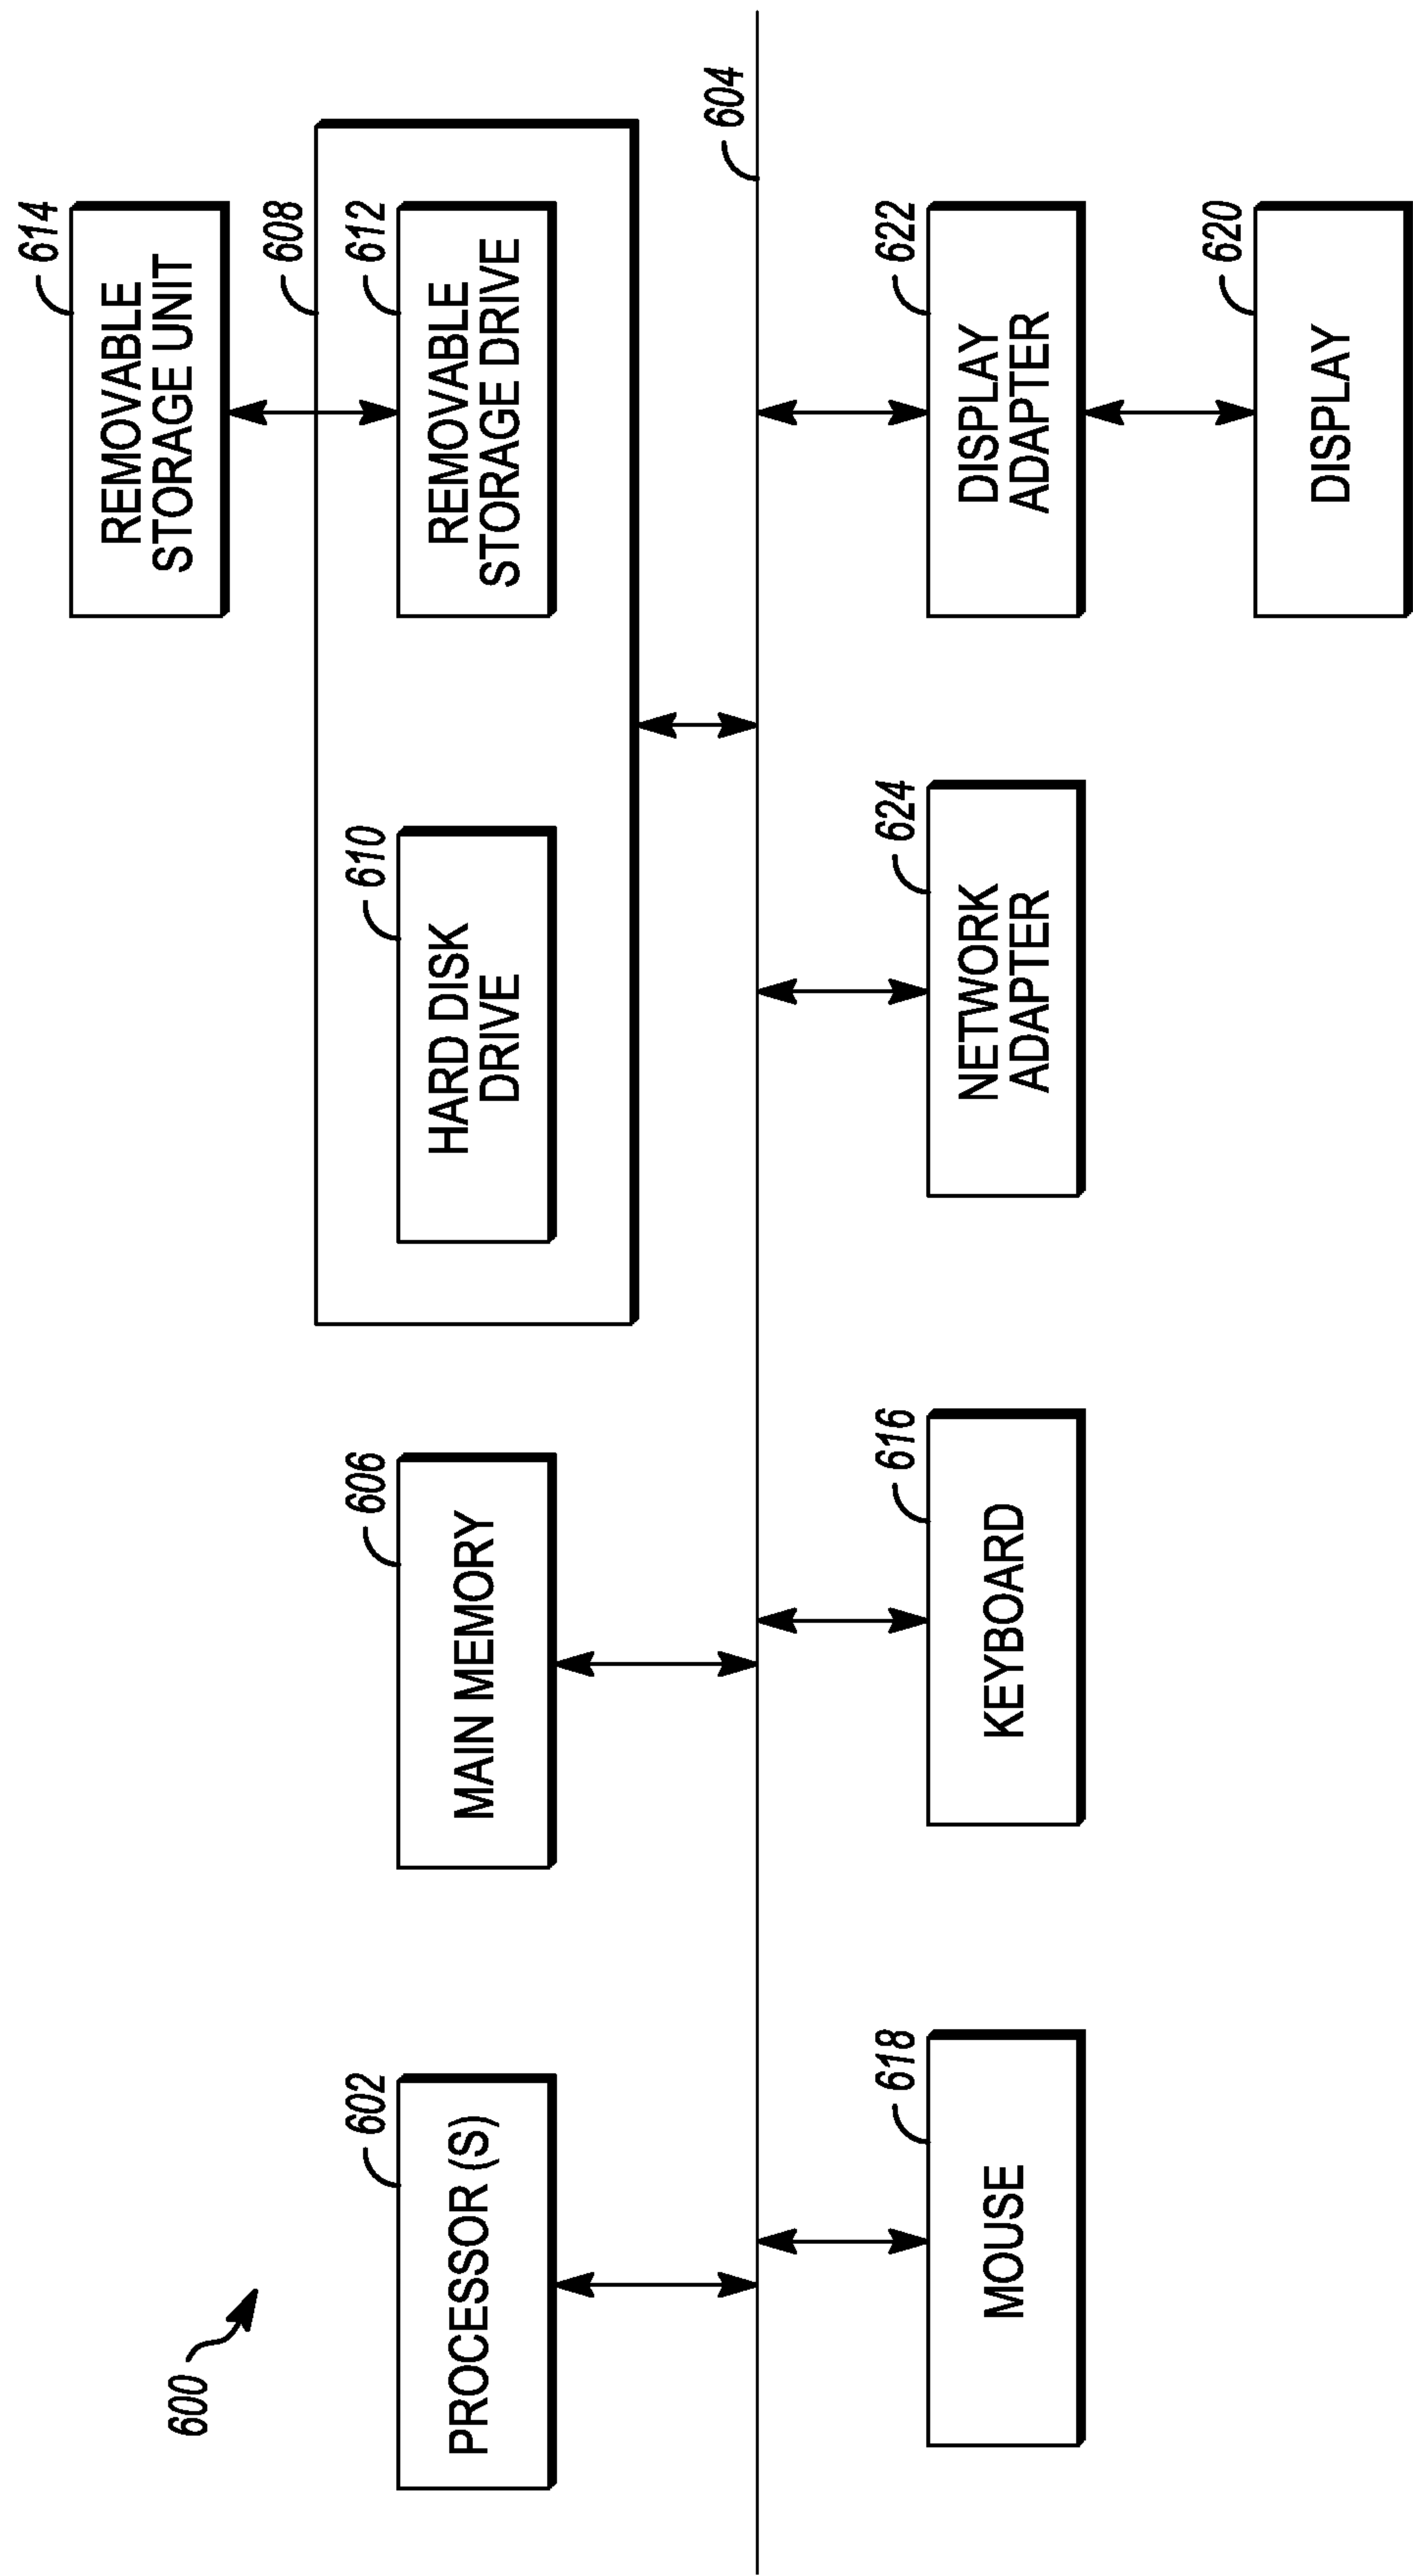 600
614
REMOVABLE
STORAGE UNIT
608
602
PROCESSOR (S)
606
MAIN MEMORY
610
HARD DISK
DRIVE
612
REMOVABLE
STORAGE DRIVE
604
618
MOUSE
616
KEYBOARD
624
NETWORK
ADAPTER
622
DISPLAY
ADAPTER
620
DISPLAY